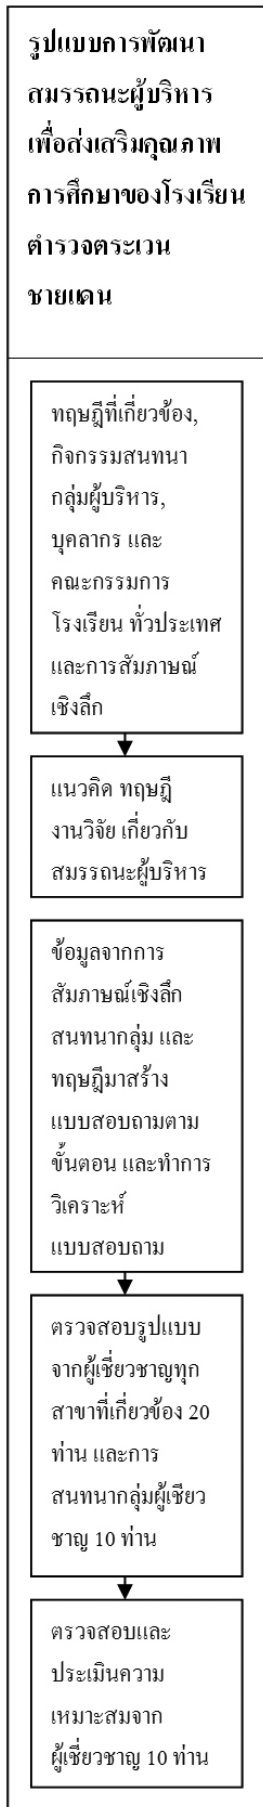 รูปแบบการพัฒนา
สมรรถนะผู้บริหาร
เพื่อส่งเสริมคุณภาพ
การศึกษาของโรงเรียน
ตำรวจตระเวน
ชายแดน
ทฤษฎีที่เกี่ยวข้อง,
กิจกรรมสนทนา
กลุ่มผู้บริหาร,
บุคลากร และ
คณะกรรมการ
โรงเรียน ทั่วประเทศ
และการสัมภาษณ์
เชิงลึก
แนวคิด ทฤษฎี
งานวิจัย เกี่ยวกับ
สมรรถนะผู้บริหาร
ข้อมูลจากการ
สัมภาษณ์เชิงลึก
สนทนากลุ่ม และ
ทฤษฎีมาสร้าง
แบบสอบถามตาม
ขั้นตอน และทำการ
วิเคราะห์
แบบสอบถาม
ตรวจสอบรูปแบบ
จากผู้เชี่ยวชาญทุก
สาขาที่เกี่ยวข้อง 20
ท่าน และการ
สนทนากลุ่มผู้เชี่ยว
ชาญ 10 ท่าน
ตรวจสอบและ
ประเมินความ
เหมาะสมจาก
ผู้เชี่ยวชาญ 10 ท่าน